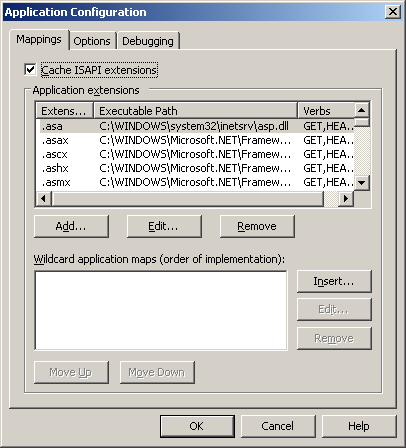 Application Configuration
Mappings Options Debugging
Cache ISAPI extensions
Application extensions
Extens... Executable Path Verbs
.asa C:\WINDOWS\system32\inetsrv\asp.dll GET,HEA...
.asax C:\WINDOWS\Microsoft.NET\Framew... GET,HEA...
.ascx C:\WINDOWS\Microsoft.NET\Framew... GET,HEA...
.ashx C:\WINDOWS\Microsoft.NET\Framew... GET,HEA...
.asmx C:\WINDOWS\Microsoft.NET\Framew... GET,HEA...
Add... Edit... Remove
Wildcard application maps (order of implementation):
Insert...
Edit...
Remove
Move Up Move Down
OK Cancel Help